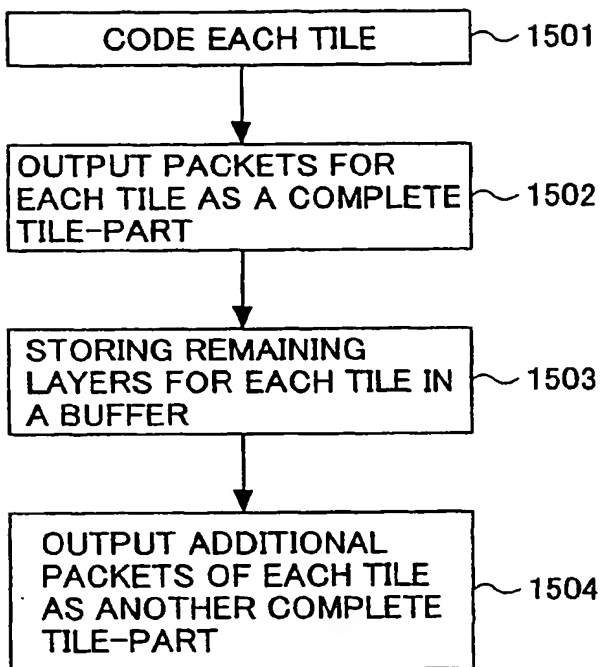 CODE EACH TILE 1501
OUTPUT PACKETS FOR
EACH TILE AS A COMPLETE
TILE-PART
1502
STORING REMAINING
LAYERS FOR EACH TILE IN
A BUFFER
1503
OUTPUT ADDITIONAL
PACKETS OF EACH TILE
AS ANOTHER COMPLETE
TILE-PART
1504